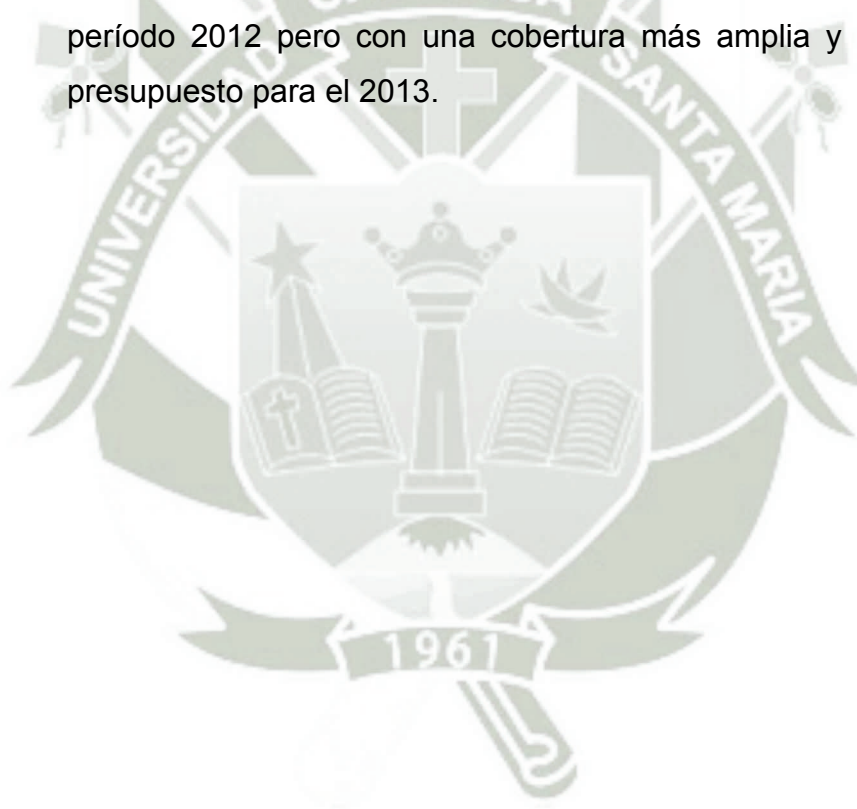 período 2012 pero con una cobertura más amplia y
presupuesto para el 2013.
UNIVERSIDAD
SANTA MARIA
1961